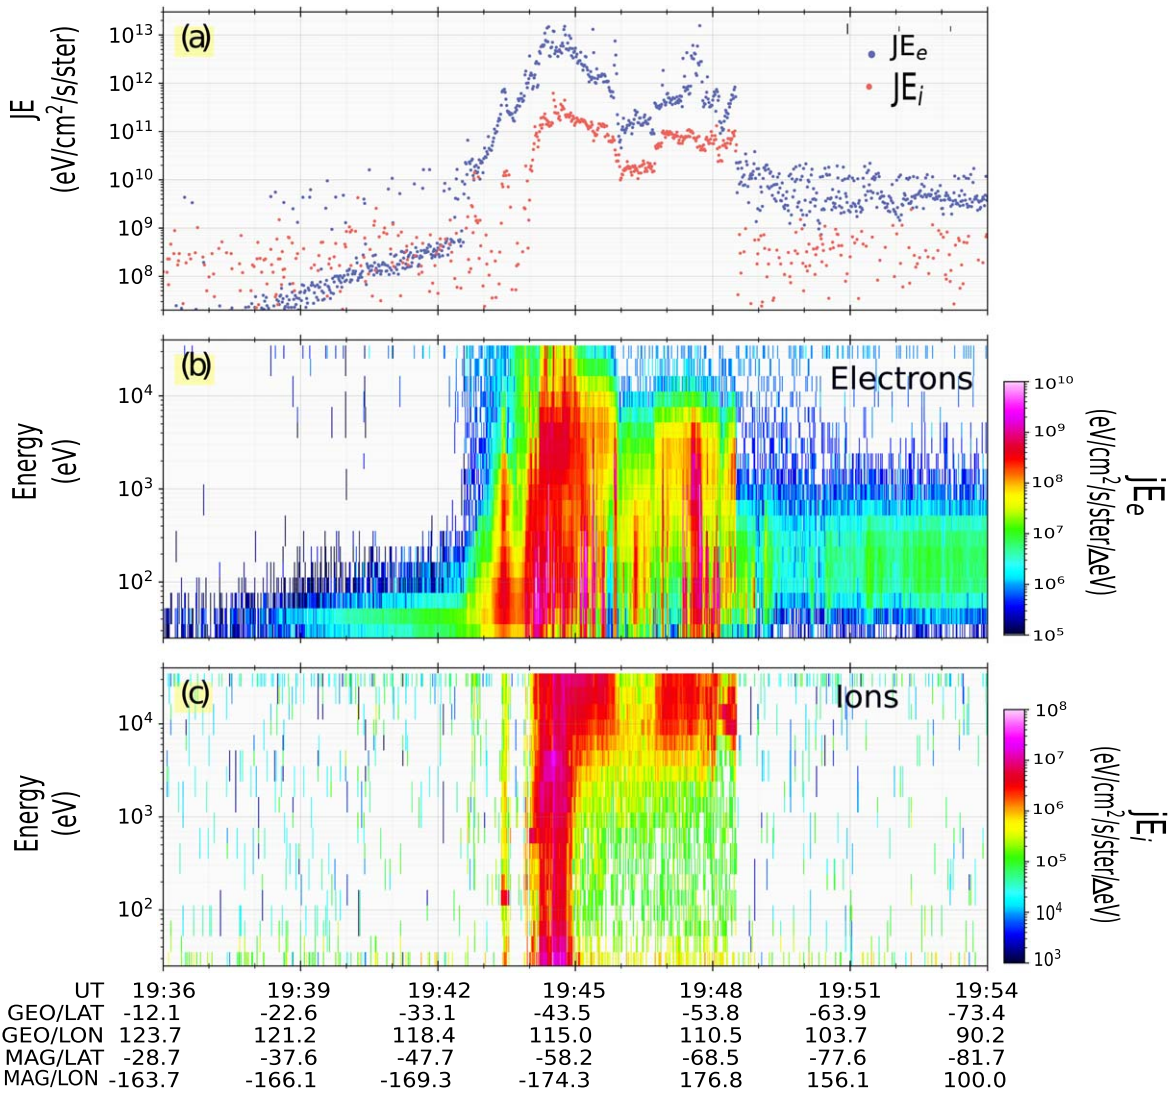 (a)
JE
(eV/cm²/s/ster)
10¹³
10¹²
10¹¹
10¹⁰
10⁹
10⁸
JEₑ
JEᵢ
(b)
Electrons
Energy
(eV)
10⁴
10³
10²
10¹⁰
10⁹
10⁸
10⁷
10⁶
10⁵
(eV/cm²/s/ster/ΔeV)
jEₑ
(c)
Ions
Energy
(eV)
10⁴
10³
10²
10⁸
10⁷
10⁶
10⁵
10⁴
10³
(eV/cm²/s/ster/ΔeV)
jEᵢ
UT 19:36 19:39 19:42 19:45 19:48 19:51 19:54
GEO/LAT -12.1 -22.6 -33.1 -43.5 -53.8 -63.9 -73.4
GEO/LON 123.7 121.2 118.4 115.0 110.5 103.7 90.2
MAG/LAT -28.7 -37.6 -47.7 -58.2 -68.5 -77.6 -81.7
MAG/LON -163.7 -166.1 -169.3 -174.3 176.8 156.1 100.0